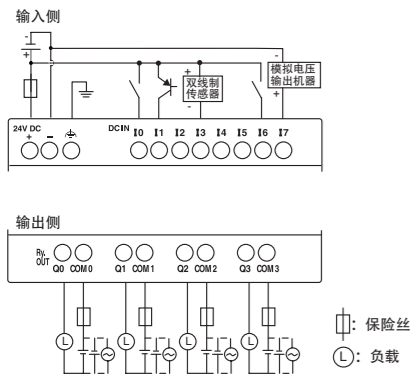 输入侧
-
+
+
双线制
传感器
-
-
模拟电压
输出机器
+
24V DC
+ -
DC IN I0 I1 I2 I3 I4 I5 I6 I7
输出侧
Ry.
OUT
Q0 COM0 Q1 COM1 Q2 COM2 Q3 COM3
L L L L
：保险丝
L：负载